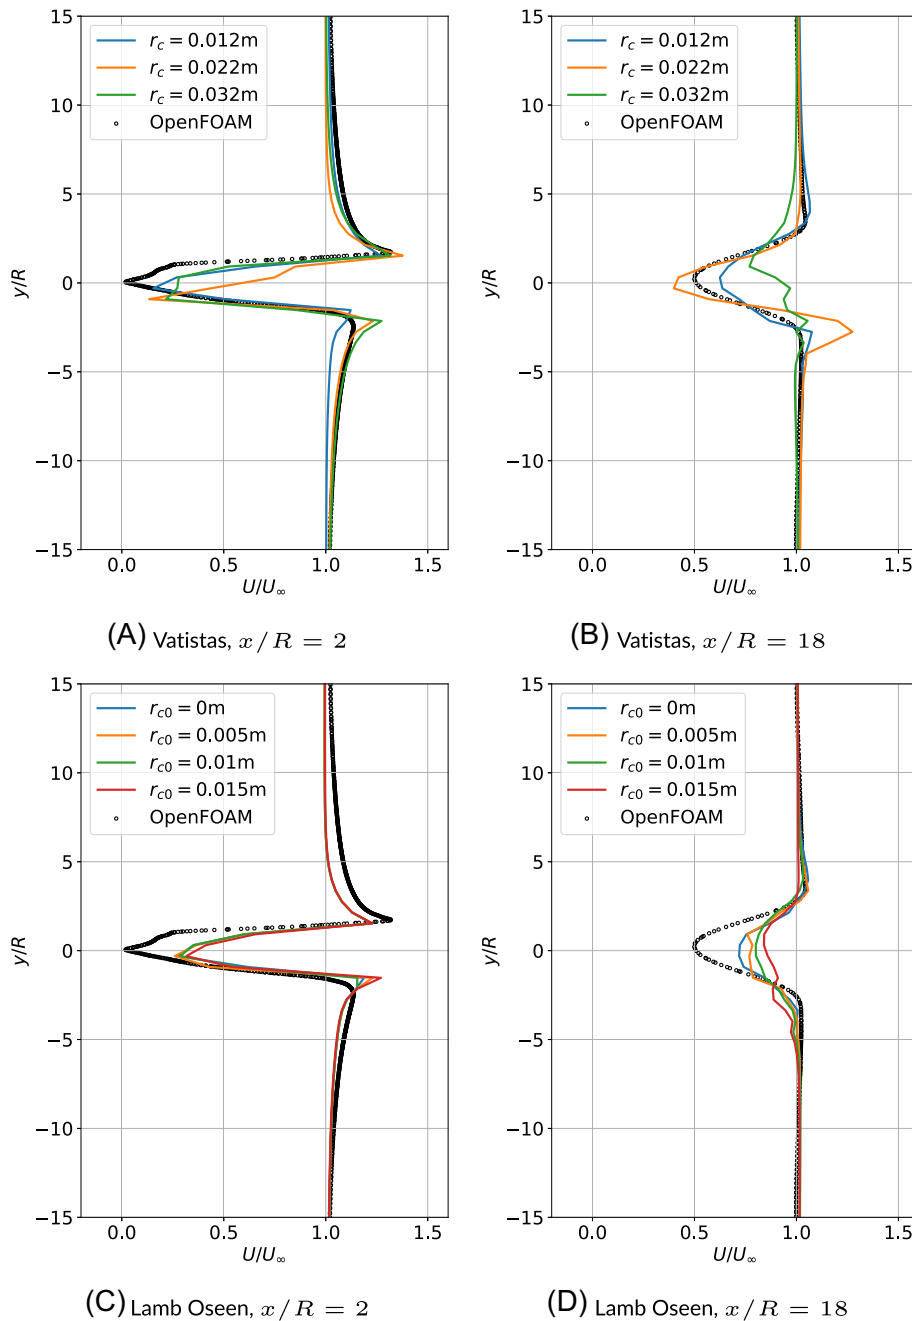 r_c = 0.012m
r_c = 0.022m
r_c = 0.032m
OpenFOAM
15
10
5
0
−5
−10
−15
y/R
0.0 0.5 1.0 1.5
U/U∞
(A) Vatistas, x/R = 2
r_c = 0.012m
r_c = 0.022m
r_c = 0.032m
OpenFOAM
15
10
5
0
−5
−10
−15
y/R
0.0 0.5 1.0 1.5
U/U∞
(B) Vatistas, x/R = 18
r_c0 = 0m
r_c0 = 0.005m
r_c0 = 0.01m
r_c0 = 0.015m
OpenFOAM
15
10
5
0
−5
−10
−15
y/R
0.0 0.5 1.0 1.5
U/U∞
(C) Lamb Oseen, x/R = 2
r_c0 = 0m
r_c0 = 0.005m
r_c0 = 0.01m
r_c0 = 0.015m
OpenFOAM
15
10
5
0
−5
−10
−15
y/R
0.0 0.5 1.0 1.5
U/U∞
(D) Lamb Oseen, x/R = 18